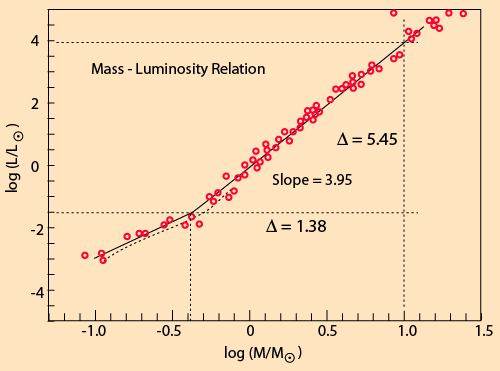 Mass - Luminosity Relation
Δ = 5.45
Slope = 3.95
Δ = 1.38
log (L/L⊙)
4
2
0
-2
-4
-1.0 -0.5 0 0.5 1.0 1.5
log (M/M⊙)